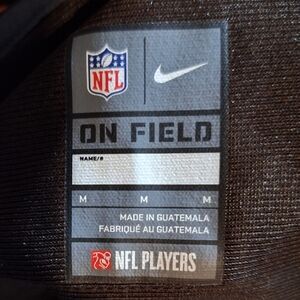 NFL
ON FIELD
NAME/#
M M M
MADE IN GUATEMALA
FABRIQUÉ AU GUATEMALA
NFL PLAYERS